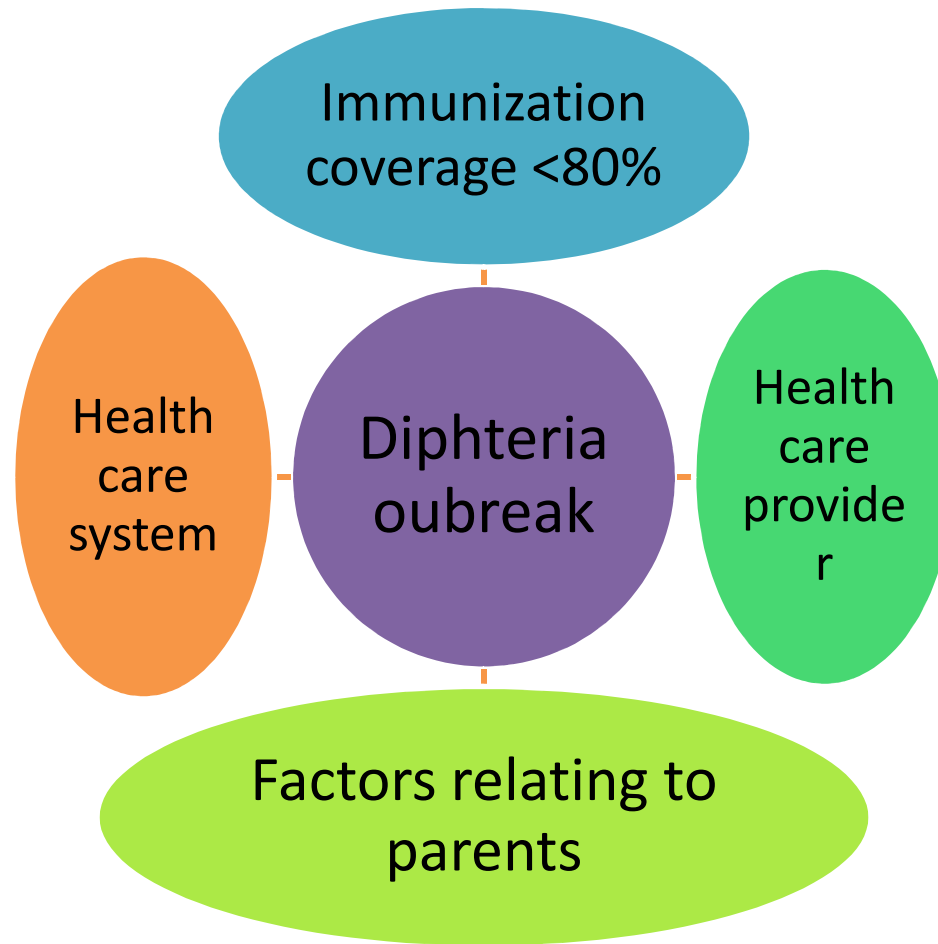 Immunization
coverage <80%
Health
care
system
Diphteria
oubreak
Health
care
provide
r
Factors relating to
parents